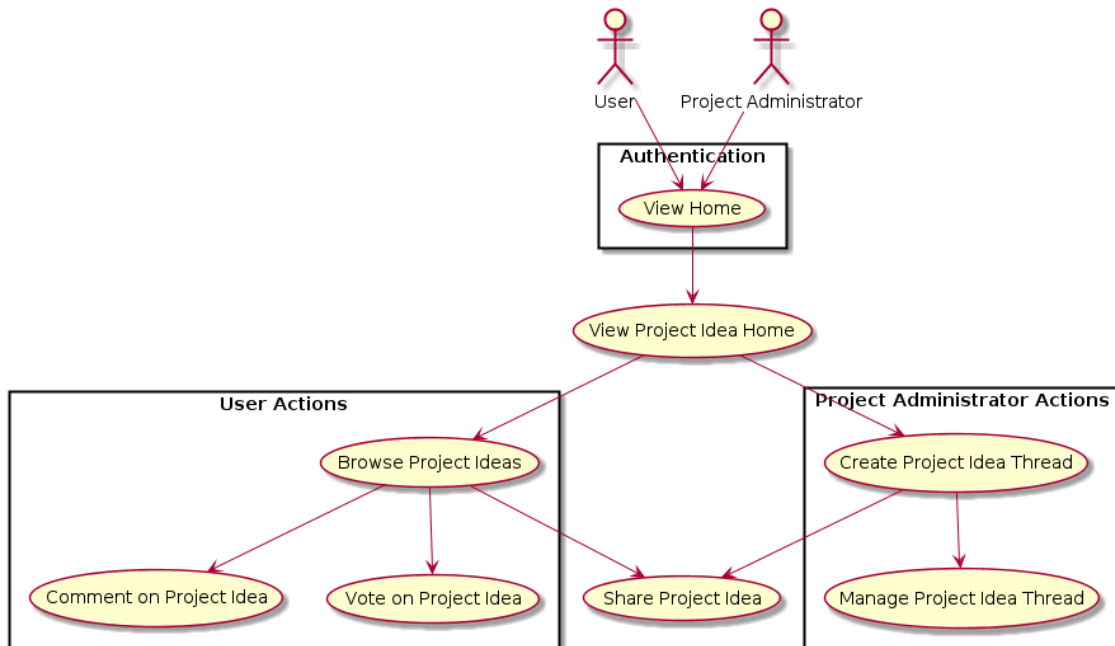 User
Project Administrator
Authentication
View Home
View Project Idea Home
User Actions
Project Administrator Actions
Browse Project Ideas
Create Project Idea Thread
Comment on Project Idea
Vote on Project Idea
Share Project Idea
Manage Project Idea Thread